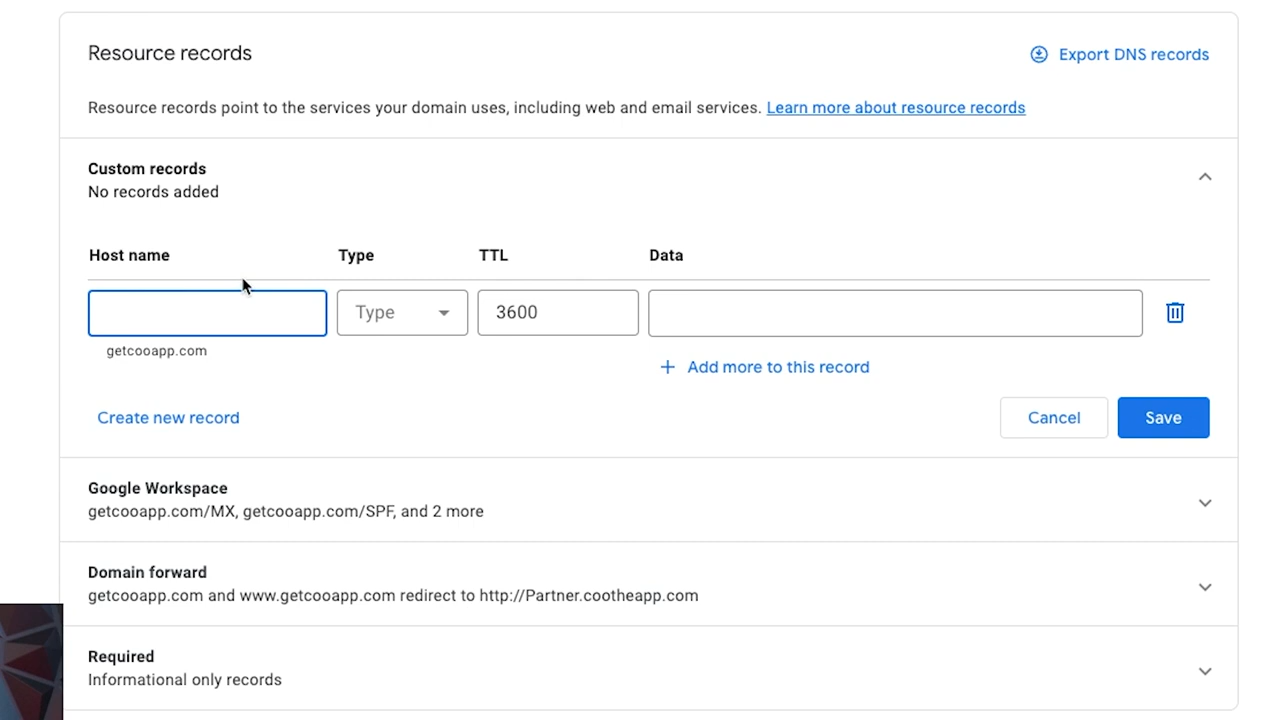 Resource records
Export DNS records
Resource records point to the services your domain uses, including web and email services. Learn more about resource records
Custom records
No records added
Host name Type TTL Data
Type 3600
getcooapp.com
Add more to this record
Create new record Cancel Save
Google Workspace
getcooapp.com/MX, getcooapp.com/SPF, and 2 more
Domain forward
getcooapp.com and www.getcooapp.com redirect to http://Partner.cootheapp.com
Required
Informational only records